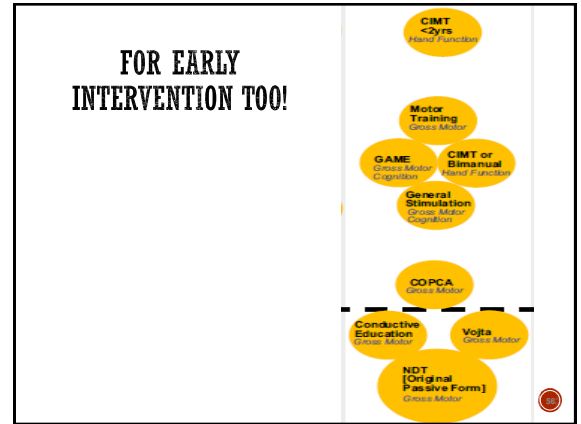 FOR EARLY
INTERVENTION TOO!
CIMT
<2yrs
Hand Function
Motor
Training
Gross Motor
GAME
Gross Motor
Cognition
CIMT or
Bimanual
Hand Function
General
Stimulation
Gross Motor
Cognition
COPCA
Gross Motor
Conductive
Education
Gross Motor
Vojta
Gross Motor
NDT
[Original
Passive Form]
Gross Motor
56